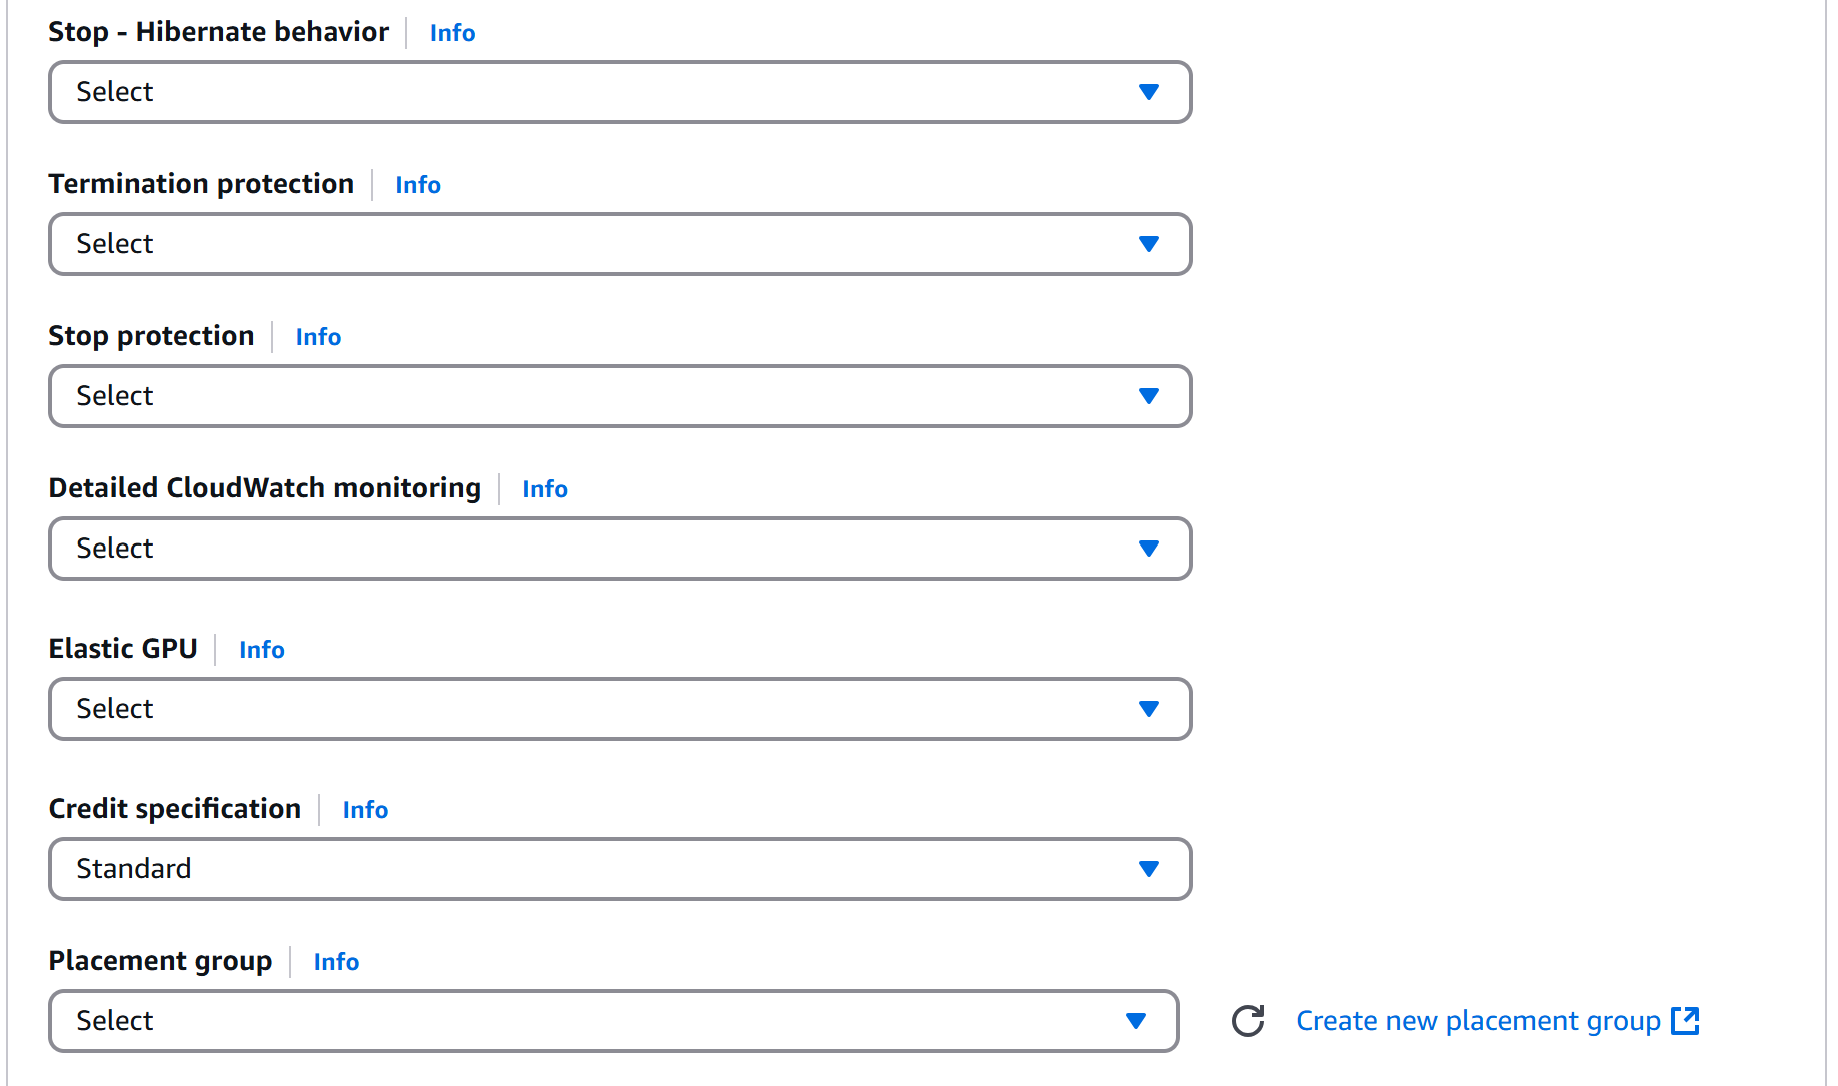 Stop - Hibernate behavior Info
Select
Termination protection Info
Select
Stop protection Info
Select
Detailed CloudWatch monitoring Info
Select
Elastic GPU Info
Select
Credit specification Info
Standard
Placement group Info
Select Create new placement group